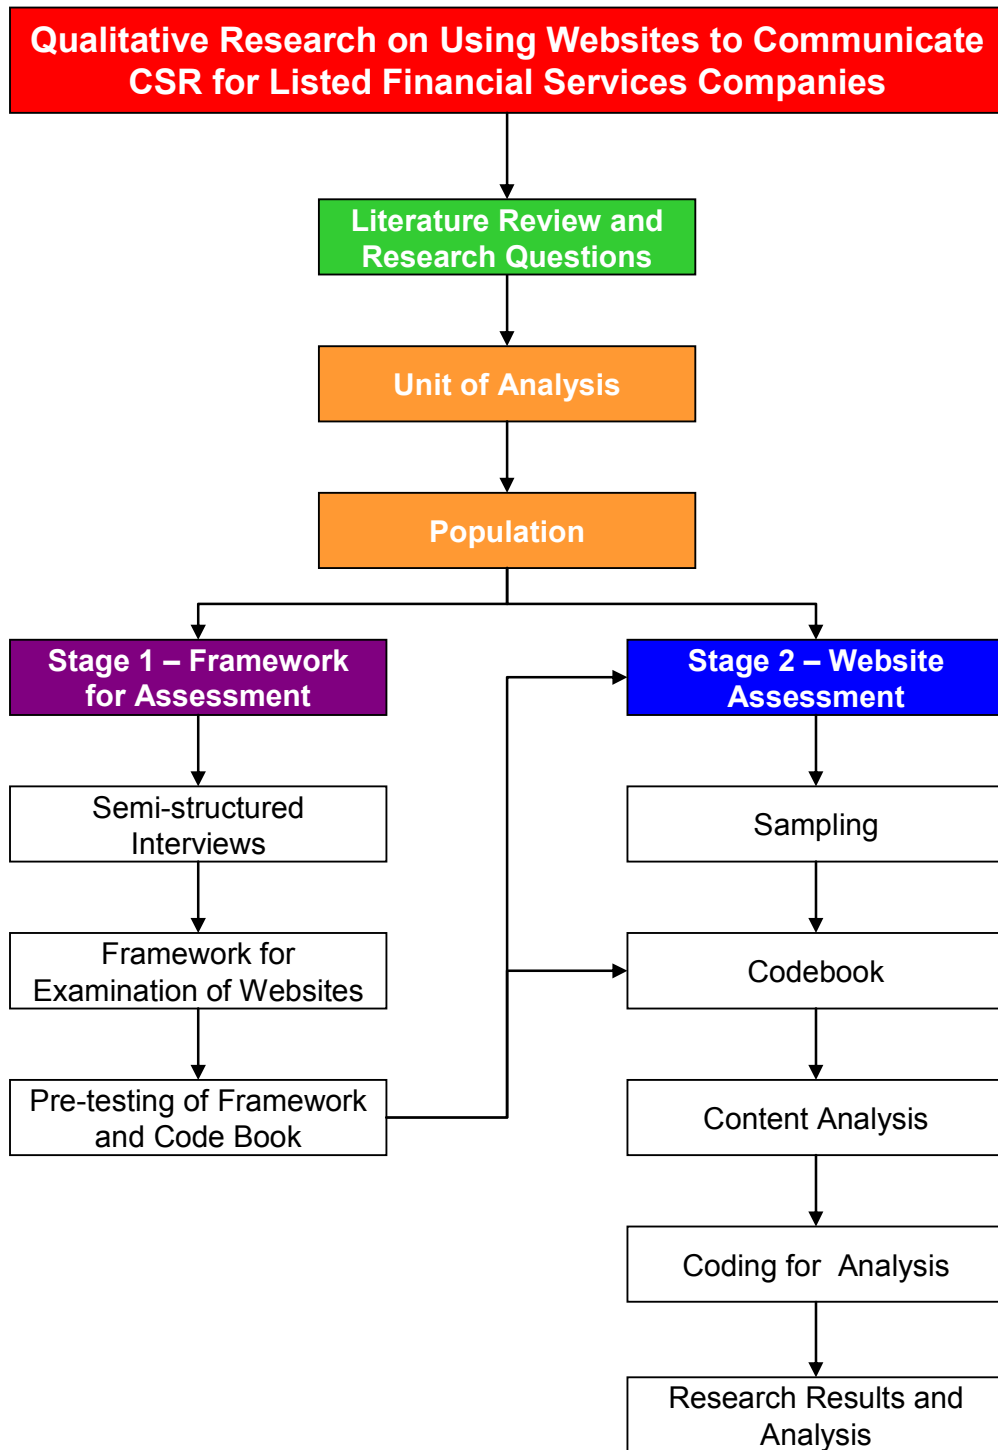 Qualitative Research on Using Websites to Communicate
CSR for Listed Financial Services Companies
Literature Review and
Research Questions
Unit of Analysis
Population
Stage 1 – Framework
for Assessment
Semi-structured
Interviews
Framework for
Examination of Websites
Pre-testing of Framework
and Code Book
Stage 2 – Website
Assessment
Sampling
Codebook
Content Analysis
Coding for  Analysis
Research Results and
Analysis